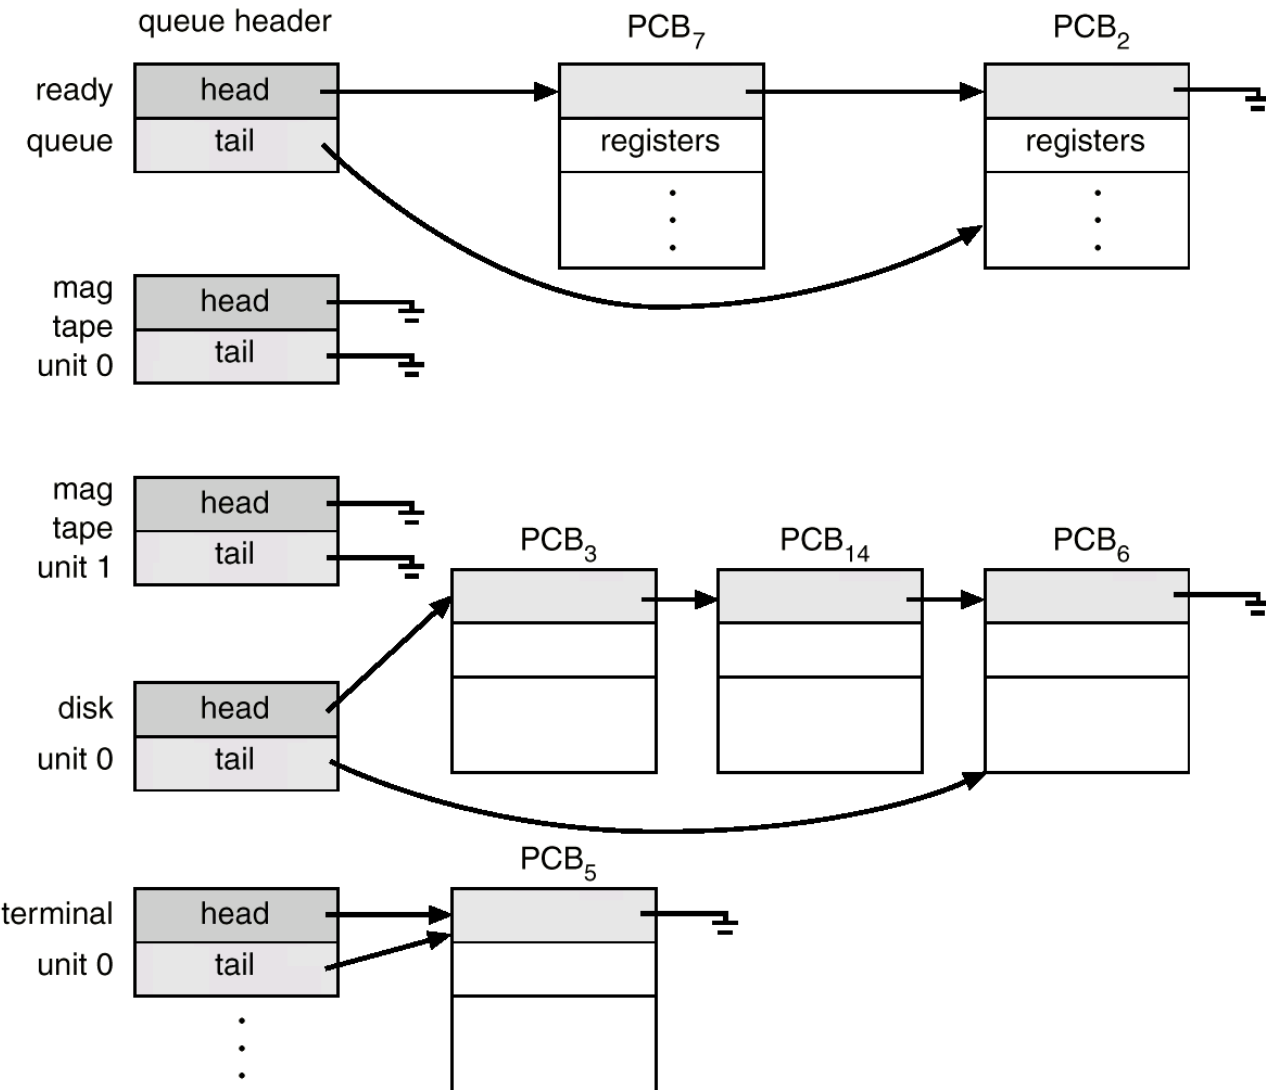 queue header
PCB7
PCB2
ready
head
queue
tail
registers
registers
mag
tape
unit 0
head
tail
mag
tape
unit 1
head
tail
PCB3
PCB14
PCB6
disk
head
unit 0
tail
PCB5
terminal
head
unit 0
tail